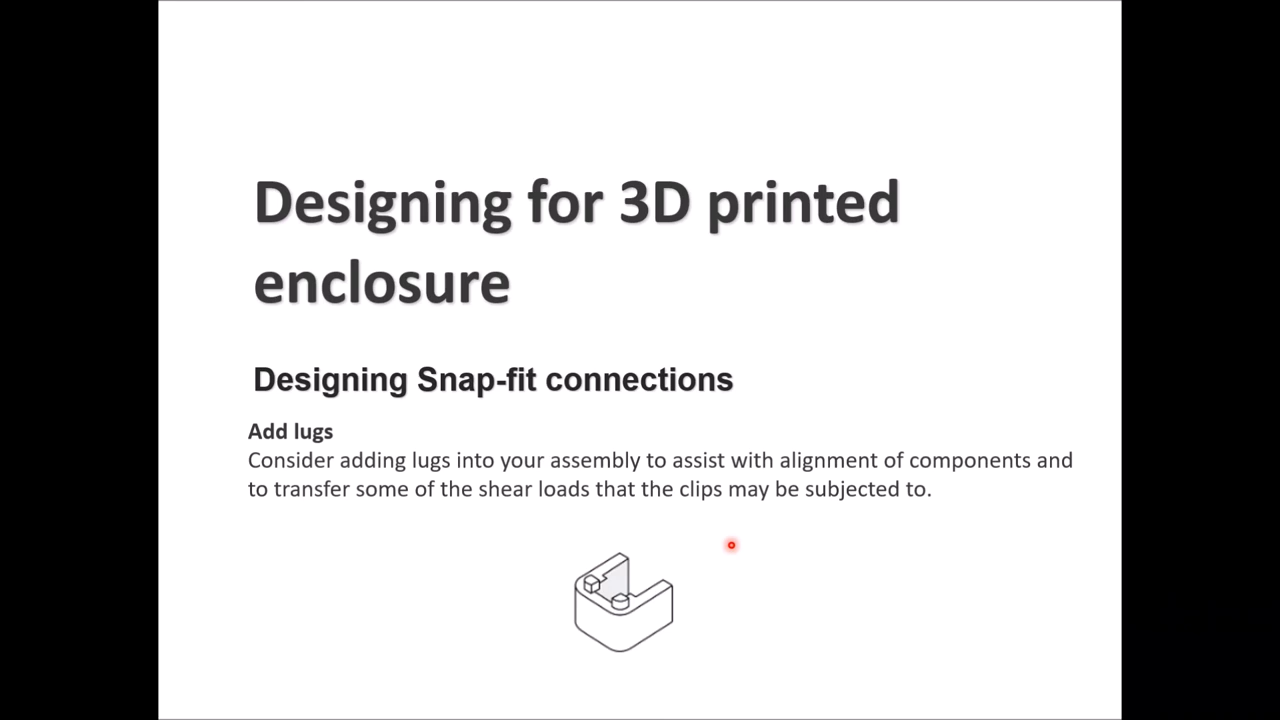 Designing for 3D printed
enclosure
Designing Snap-fit connections
Add lugs
Consider adding lugs into your assembly to assist with alignment of components and
to transfer some of the shear loads that the clips may be subjected to.